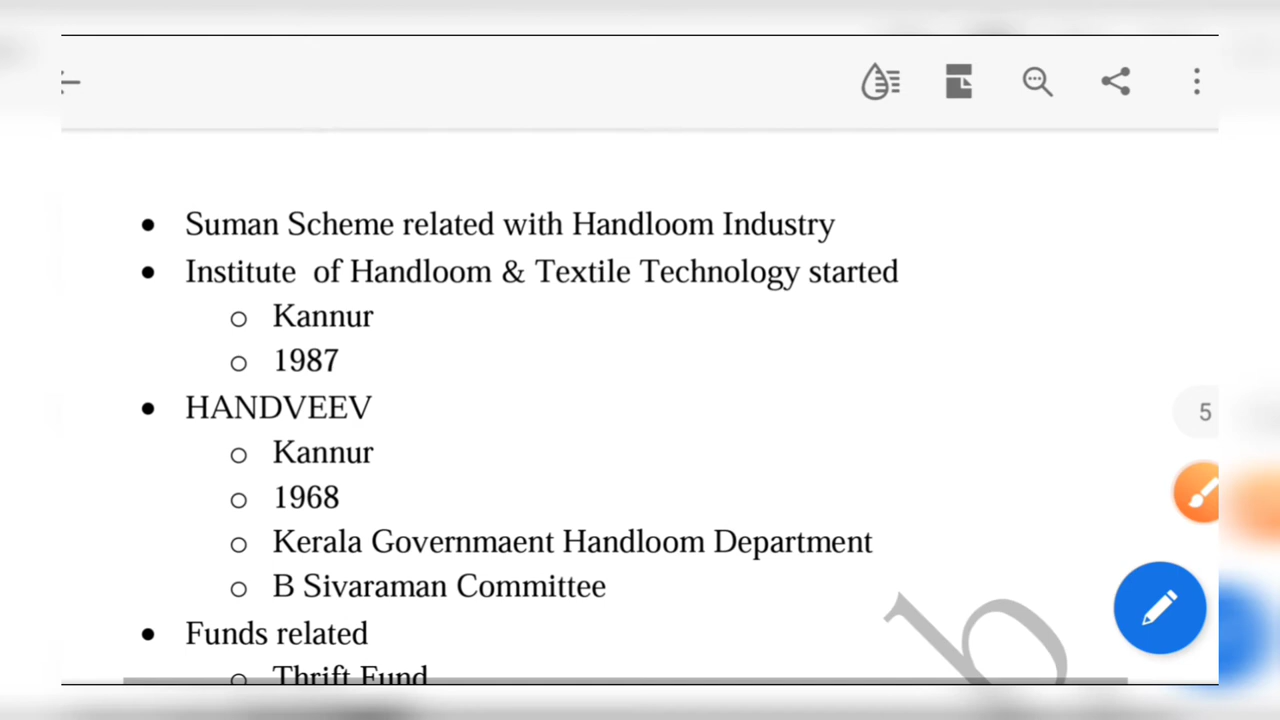 • Suman Scheme related with Handloom Industry
• Institute of Handloom & Textile Technology started
o Kannur
o 1987
• HANDVEEV
o Kannur
o 1968
o Kerala Governmaent Handloom Department
o B Sivaraman Committee
• Funds related
o Thrift Fund
5
b